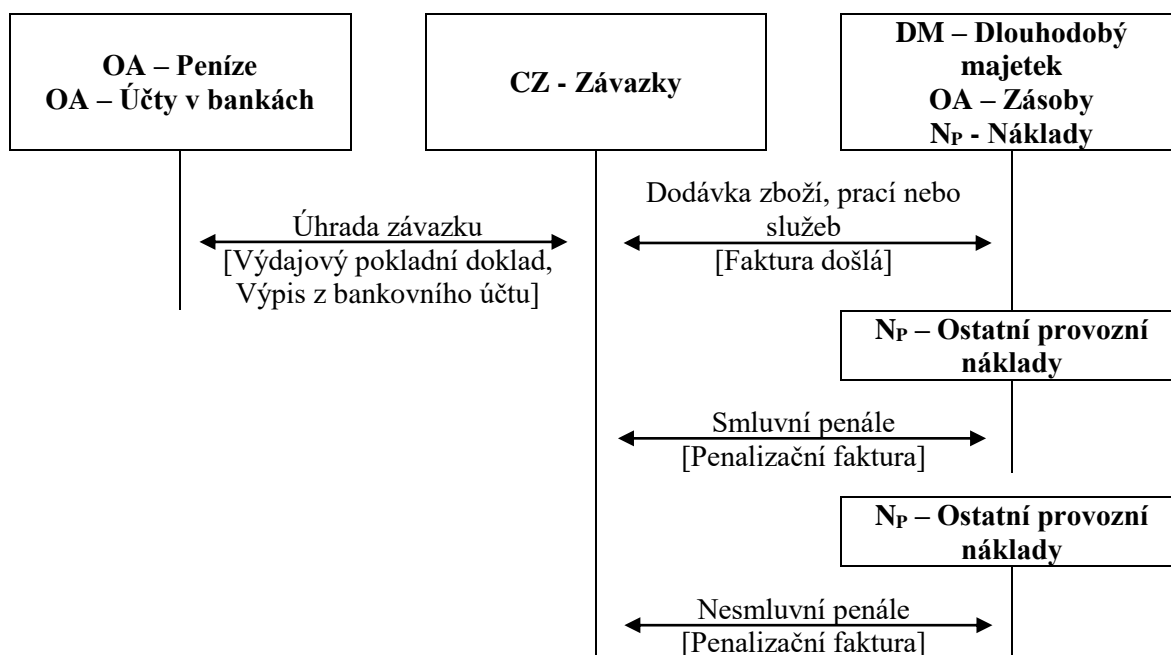 OA – Peníze
OA – Účty v bankách
CZ - Závazky
DM – Dlouhodobý
majetek
OA – Zásoby
NP - Náklady
Úhrada závazku
[Výdajový pokladní doklad,
Výpis z bankovního účtu]
Dodávka zboží, prací nebo
služeb
[Faktura došlá]
NP – Ostatní provozní
náklady
Smluvní penále
[Penalizační faktura]
NP – Ostatní provozní
náklady
Nesmluvní penále
[Penalizační faktura]